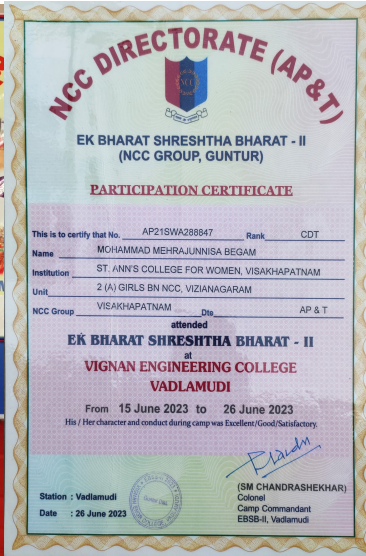 NCC DIRECTORATE (AP&T)
NCC
EK BHARAT SHRESHTHA BHARAT - II
(NCC GROUP, GUNTUR)
PARTICIPATION CERTIFICATE
This is to certify that No. AP21SWA288847 Rank CDT
Name MOHAMMAD MEHRAJUNNISA BEGAM
Institution ST. ANN'S COLLEGE FOR WOMEN, VISAKHAPATNAM
Unit 2 (A) GIRLS BN NCC, VIZIANAGARAM
NCC Group VISAKHAPATNAM Dte AP & T
attended
EK BHARAT SHRESHTHA BHARAT - II
at
VIGNAN ENGINEERING COLLEGE
VADLAMUDI
From 15 June 2023 to 26 June 2023
His / Her character and conduct during camp was Excellent/Good/Satisfactory.
(SM CHANDRASHEKHAR)
Colonel
Station : Vadlamudi
Camp Commandant
Date : 26 June 2023
EBSB-II, Vadlamudi